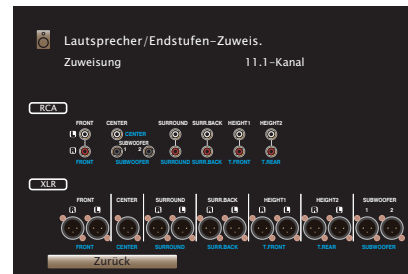 Lautsprecher/Endstufen-Zuweis.
Zuweisung 11.1-Kanal
RCA
FRONT CENTER SURROUND SURR.BACK HEIGHT1 HEIGHT2
L CENTER
SUBWOOFER
R 1 2
FRONT SUBWOOFER SURROUND SURR.BACK T.FRONT T.REAR
XLR
FRONT CENTER SURROUND SURR.BACK HEIGHT1 HEIGHT2 SUBWOOFER
R L R L R L R L R L 1 2
FRONT CENTER SURROUND SURR.BACK T.FRONT T.REAR SUBWOOFER
Zurück